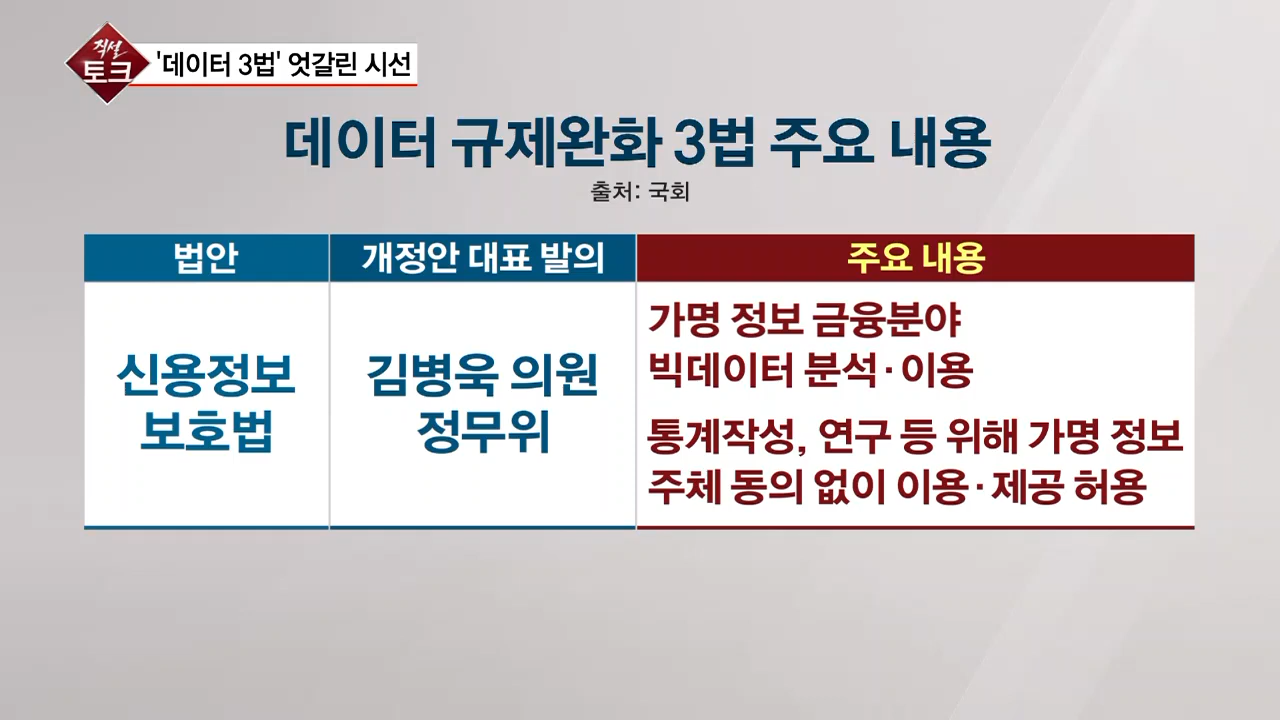 직설
토크
'데이터 3법' 엇갈린 시선
데이터 규제완화 3법 주요 내용
출처: 국회
법안
개정안 대표 발의
주요 내용
신용정보
보호법
김병욱 의원
정무위
가명 정보 금융분야
빅데이터 분석·이용
통계작성, 연구 등 위해 가명 정보
주체 동의 없이 이용·제공 허용